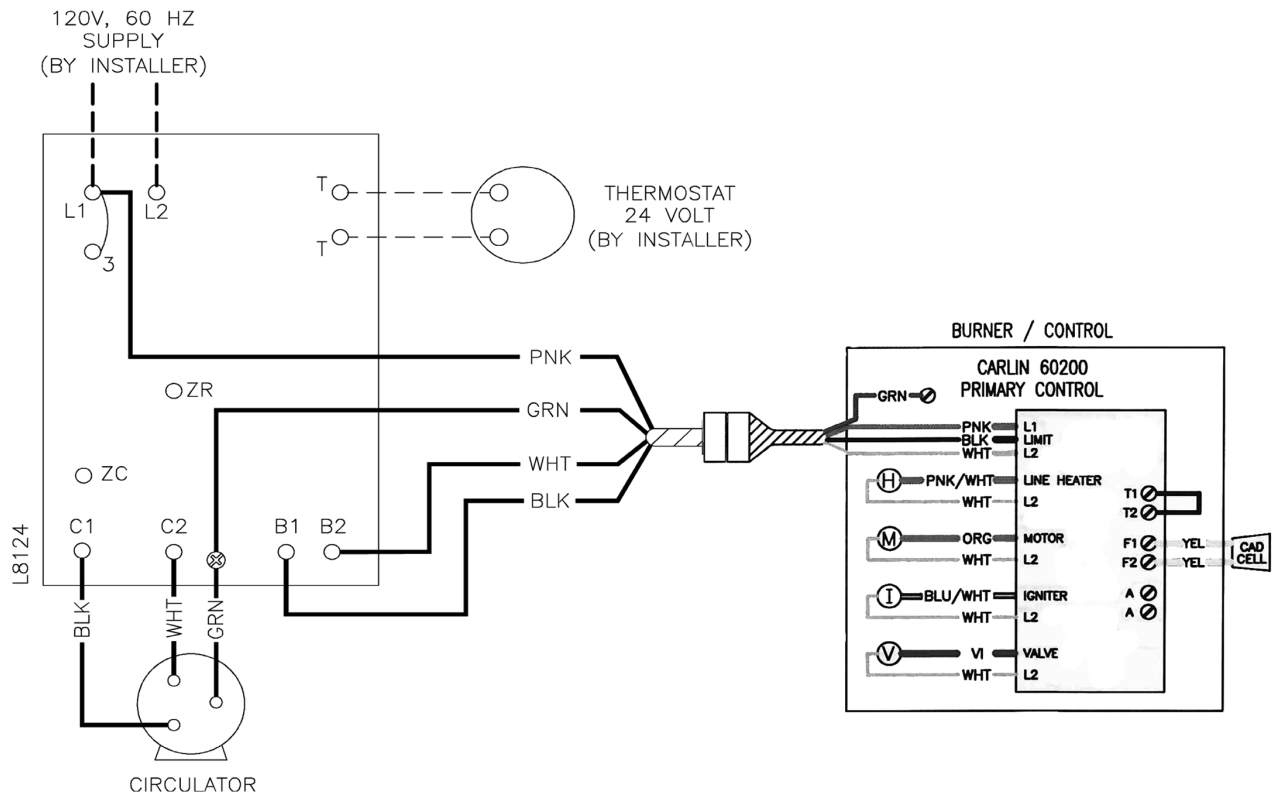 120V, 60 HZ
SUPPLY
(BY INSTALLER)
L1
L2
3
T
T
THERMOSTAT
24 VOLT
(BY INSTALLER)
ZR
ZC
C1
C2
B1
B2
L8124
BLK
WHT
GRN
CIRCULATOR
PNK
GRN
WHT
BLK
BURNER / CONTROL
CARLIN 60200
PRIMARY CONTROL
GRN
PNK L1
BLK LIMIT
WHT L2
H PNK/WHT LINE HEATER
WHT L2
M ORG MOTOR
WHT L2
I BLU/WHT IGNITER
WHT L2
V VI VALVE
WHT L2
T1
T2
F1 YEL
F2 YEL
CAD
CELL
A
A